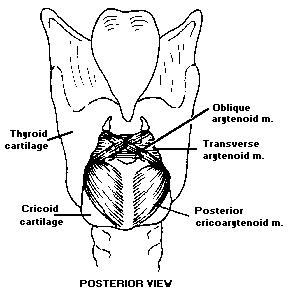 Oblique
arytenoid m.
Thyroid
cartilage
Transverse
arytenoid m.
Cricoid
cartilage
Posterior
cricoarytenoid m.
POSTERIOR VIEW